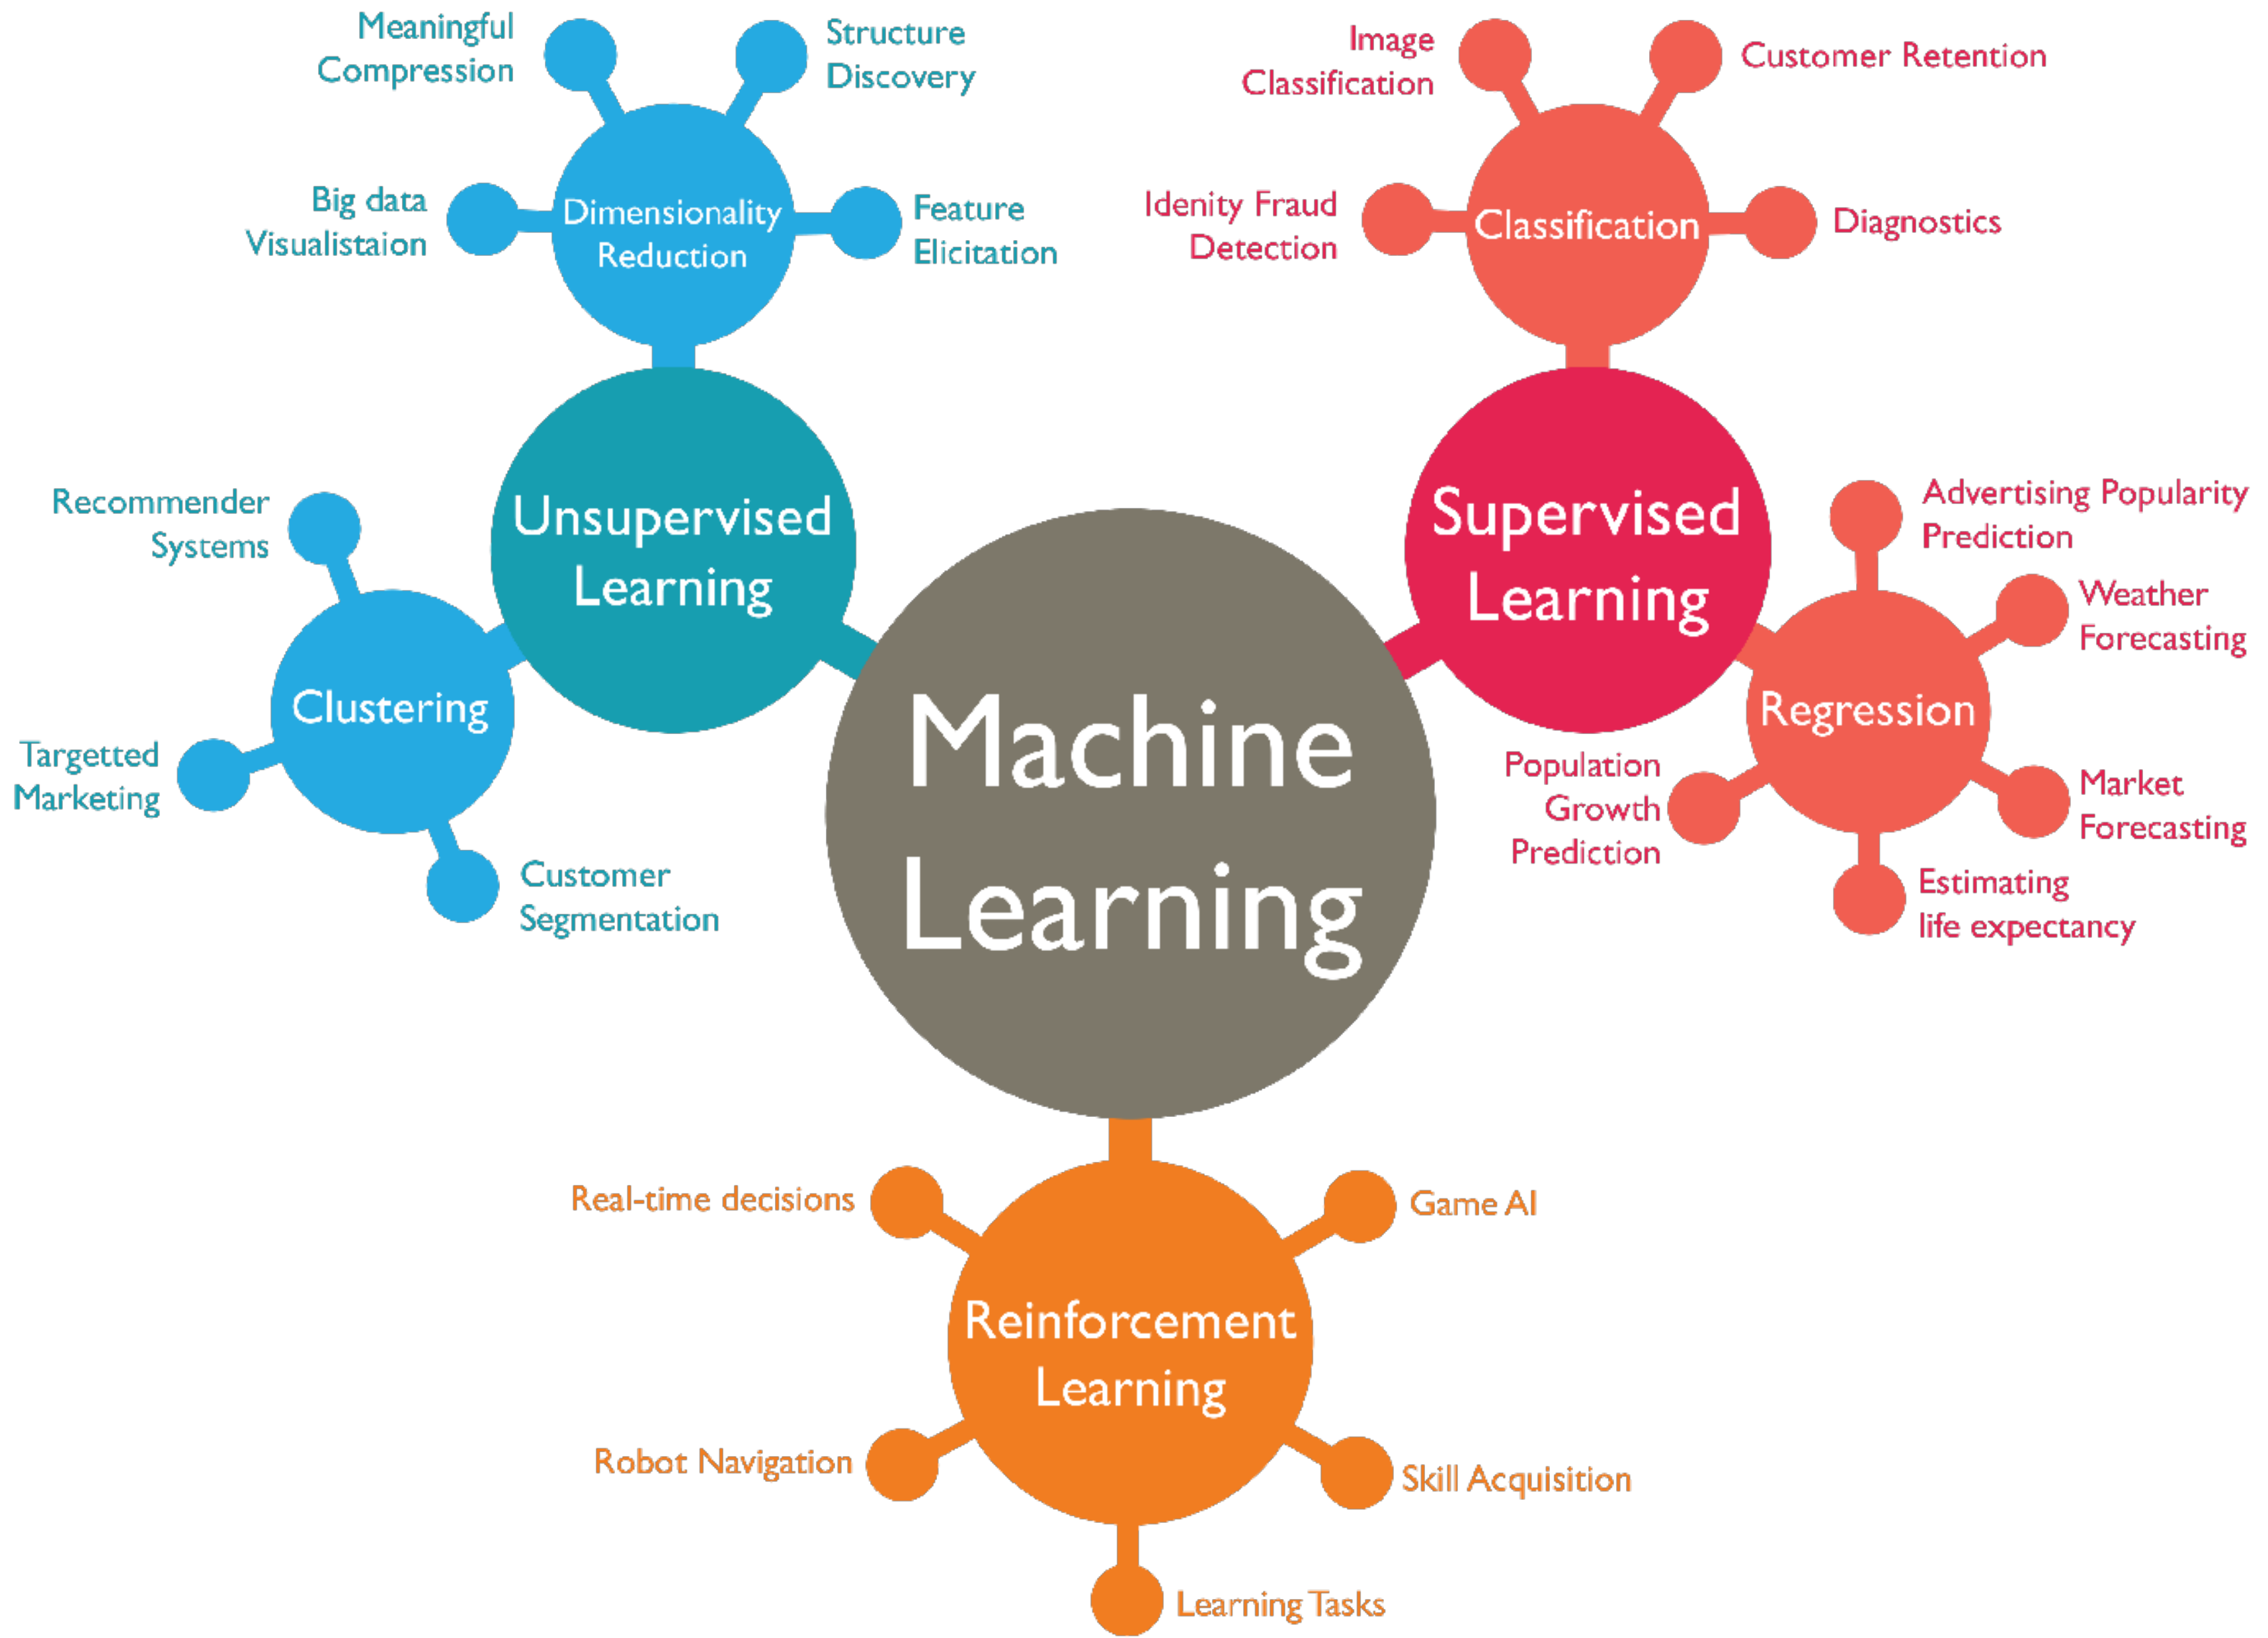 Meaningful
Compression
Structure
Discovery
Big data
Visualistaion
Dimensionality
Reduction
Feature
Elicitation
Image
Classification
Customer Retention
Idenity Fraud
Detection
Classification
Diagnostics
Unsupervised
Learning
Recommender
Systems
Clustering
Targetted
Marketing
Customer
Segmentation
Machine
Learning
Supervised
Learning
Advertising Popularity
Prediction
Weather
Forecasting
Regression
Population
Growth
Prediction
Market
Forecasting
Estimating
life expectancy
Real-time decisions
Game AI
Reinforcement
Learning
Robot Navigation
Skill Acquisition
Learning Tasks